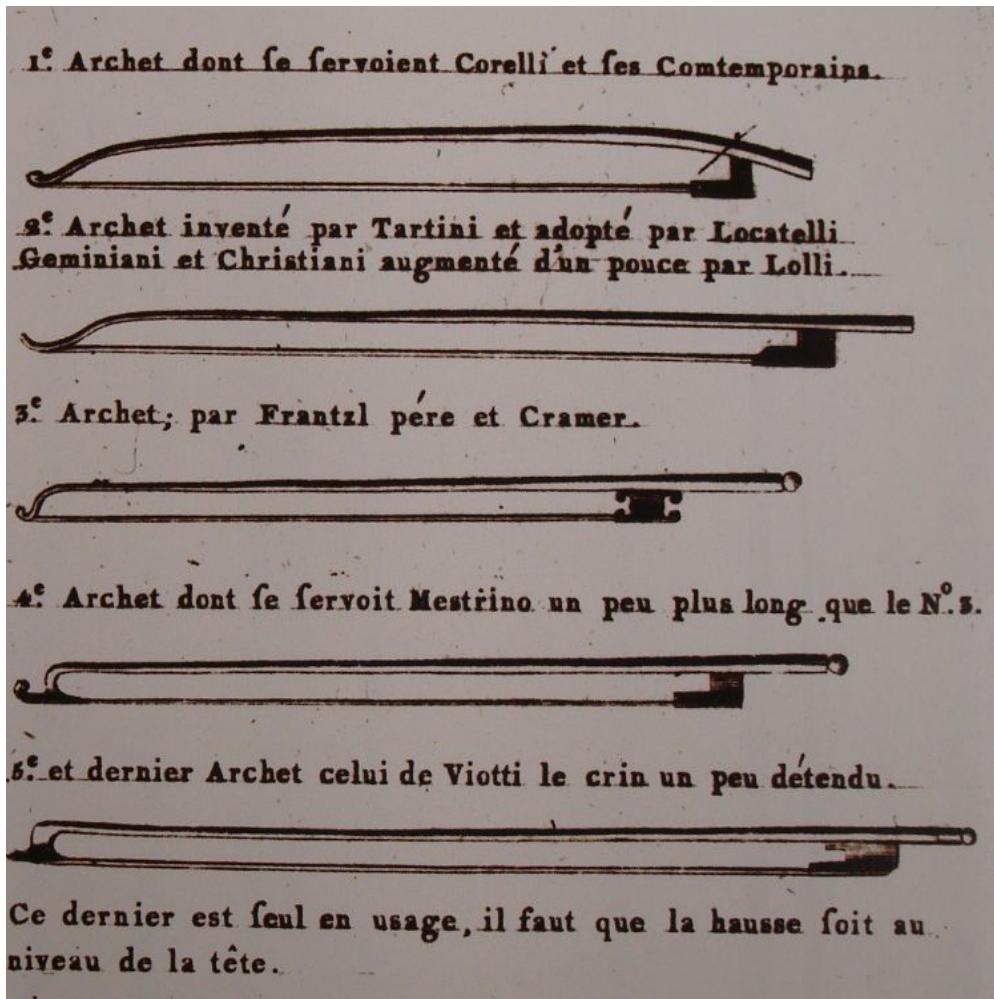 1.ᵉ Archet dont ſe ſervoient Corelli et ſes Comtemporains.
2.ᵉ Archet inventé par Tartini et adopté par Locatelli
Geminiani et Christiani augmenté d'un pouce par Lolli.
3.ᵉ Archet; par Frantzl pére et Cramer.
4.ᵉ Archet dont ſe ſervoit Mestrino un peu plus long que le Nº. 3.
5.ᵉ et dernier Archet celui de Viotti le crin un peu détendu.
Ce dernier est ſeul en usage, il faut que la hausse ſoit au
niveau de la tête.